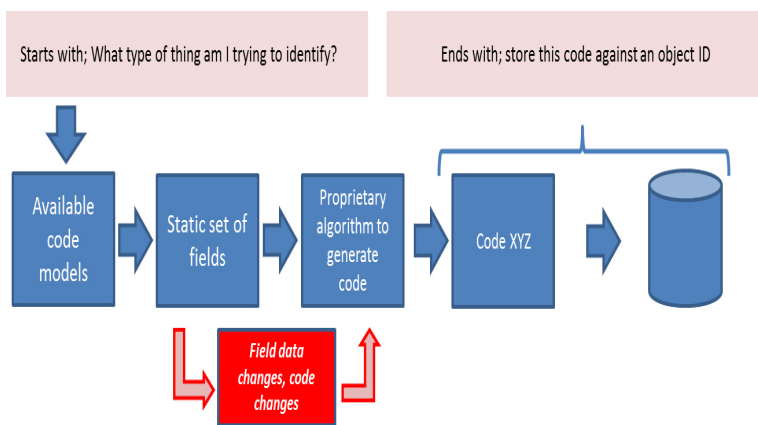 Starts with; What type of thing am I trying to identify?
Ends with; store this code against an object ID
Available
code
models
Static set of
fields
Proprietary
algorithm to
generate
code
Code XYZ
Field data
changes, code
changes